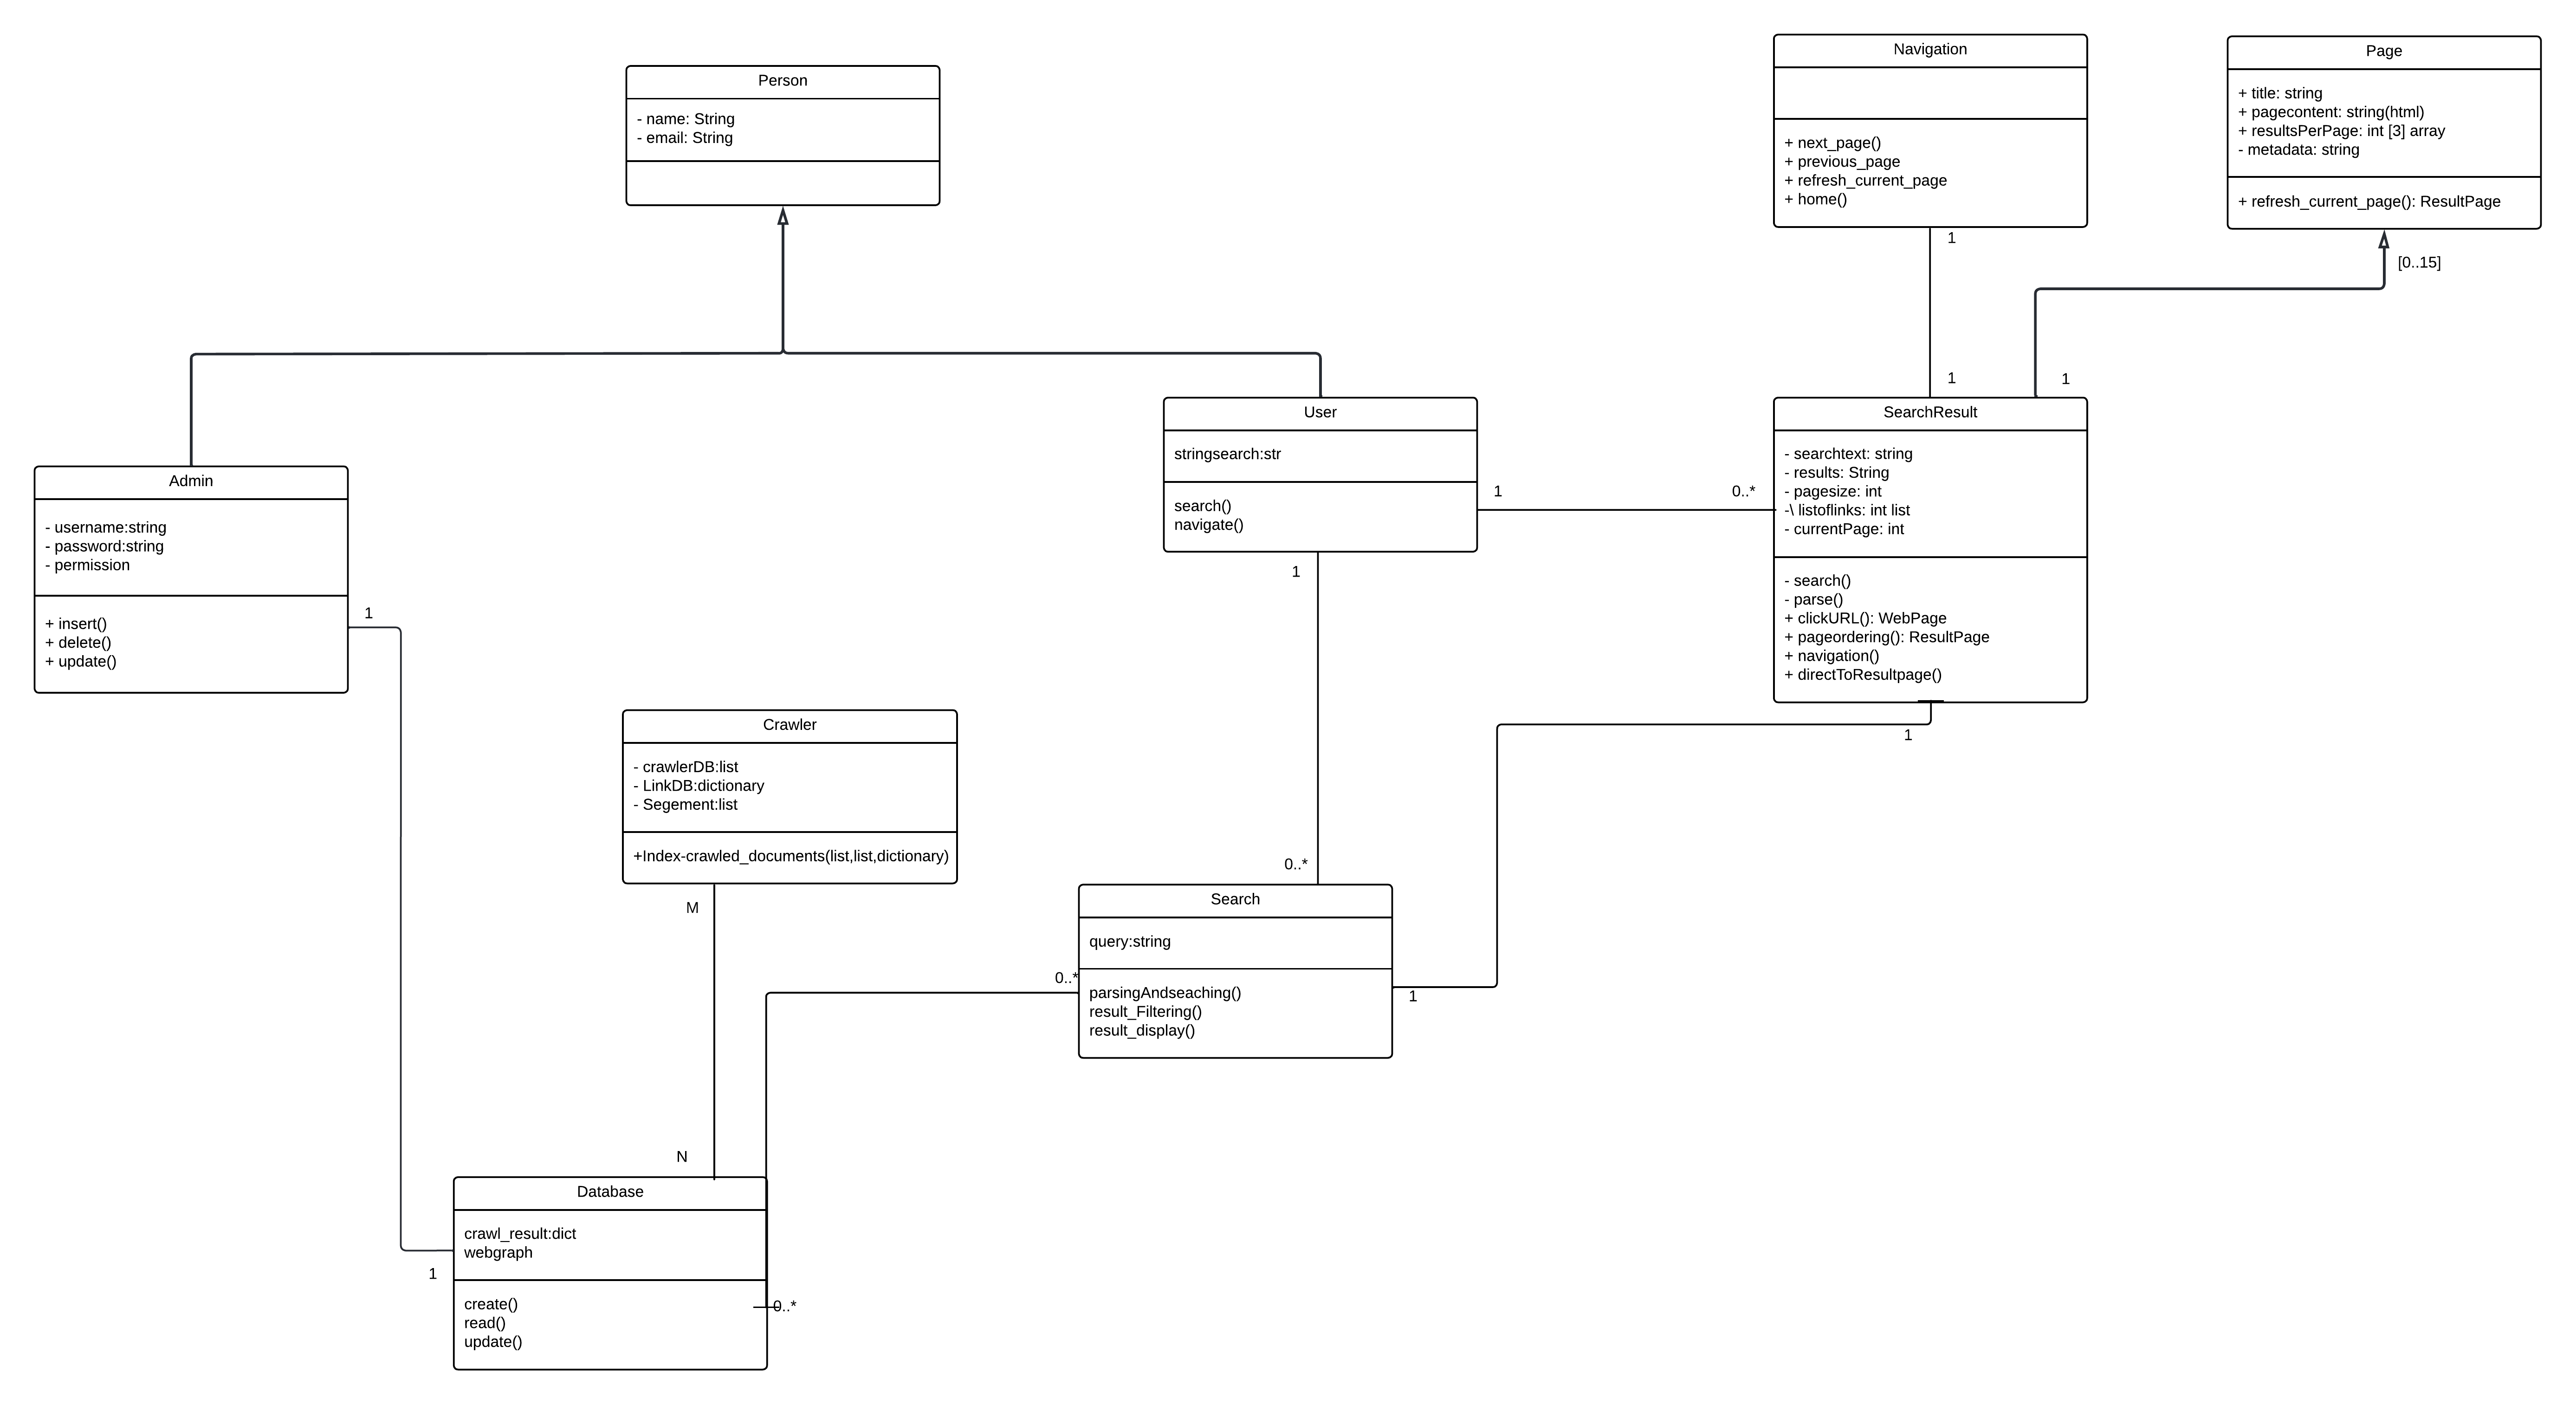 Person
- name: String
- email: String
Navigation
+ next_page()
+ previous_page
+ refresh_current_page
+ home()
1
Page
+ title: string
+ pagecontent: string(html)
+ resultsPerPage: int [3] array
- metadata: string
+ refresh_current_page(): ResultPage
[0..15]
1
1
Admin
- username:string
- password:string
- permission
+ insert()
+ delete()
+ update()
1
User
stringsearch:str
search()
navigate()
1
0..*
1
SearchResult
- searchtext: string
- results: String
- pagesize: int
-\ listoflinks: int list
- currentPage: int
- search()
- parse()
+ clickURL(): WebPage
+ pageordering(): ResultPage
+ navigation()
+ directToResultpage()
1
Crawler
- crawlerDB:list
- LinkDB:dictionary
- Segement:list
+Index-crawled_documents(list,list,dictionary)
M
0..*
Search
query:string
parsingAndseaching()
result_Filtering()
result_display()
0..*
1
N
Database
crawl_result:dict
webgraph
create()
read()
update()
1
0..*